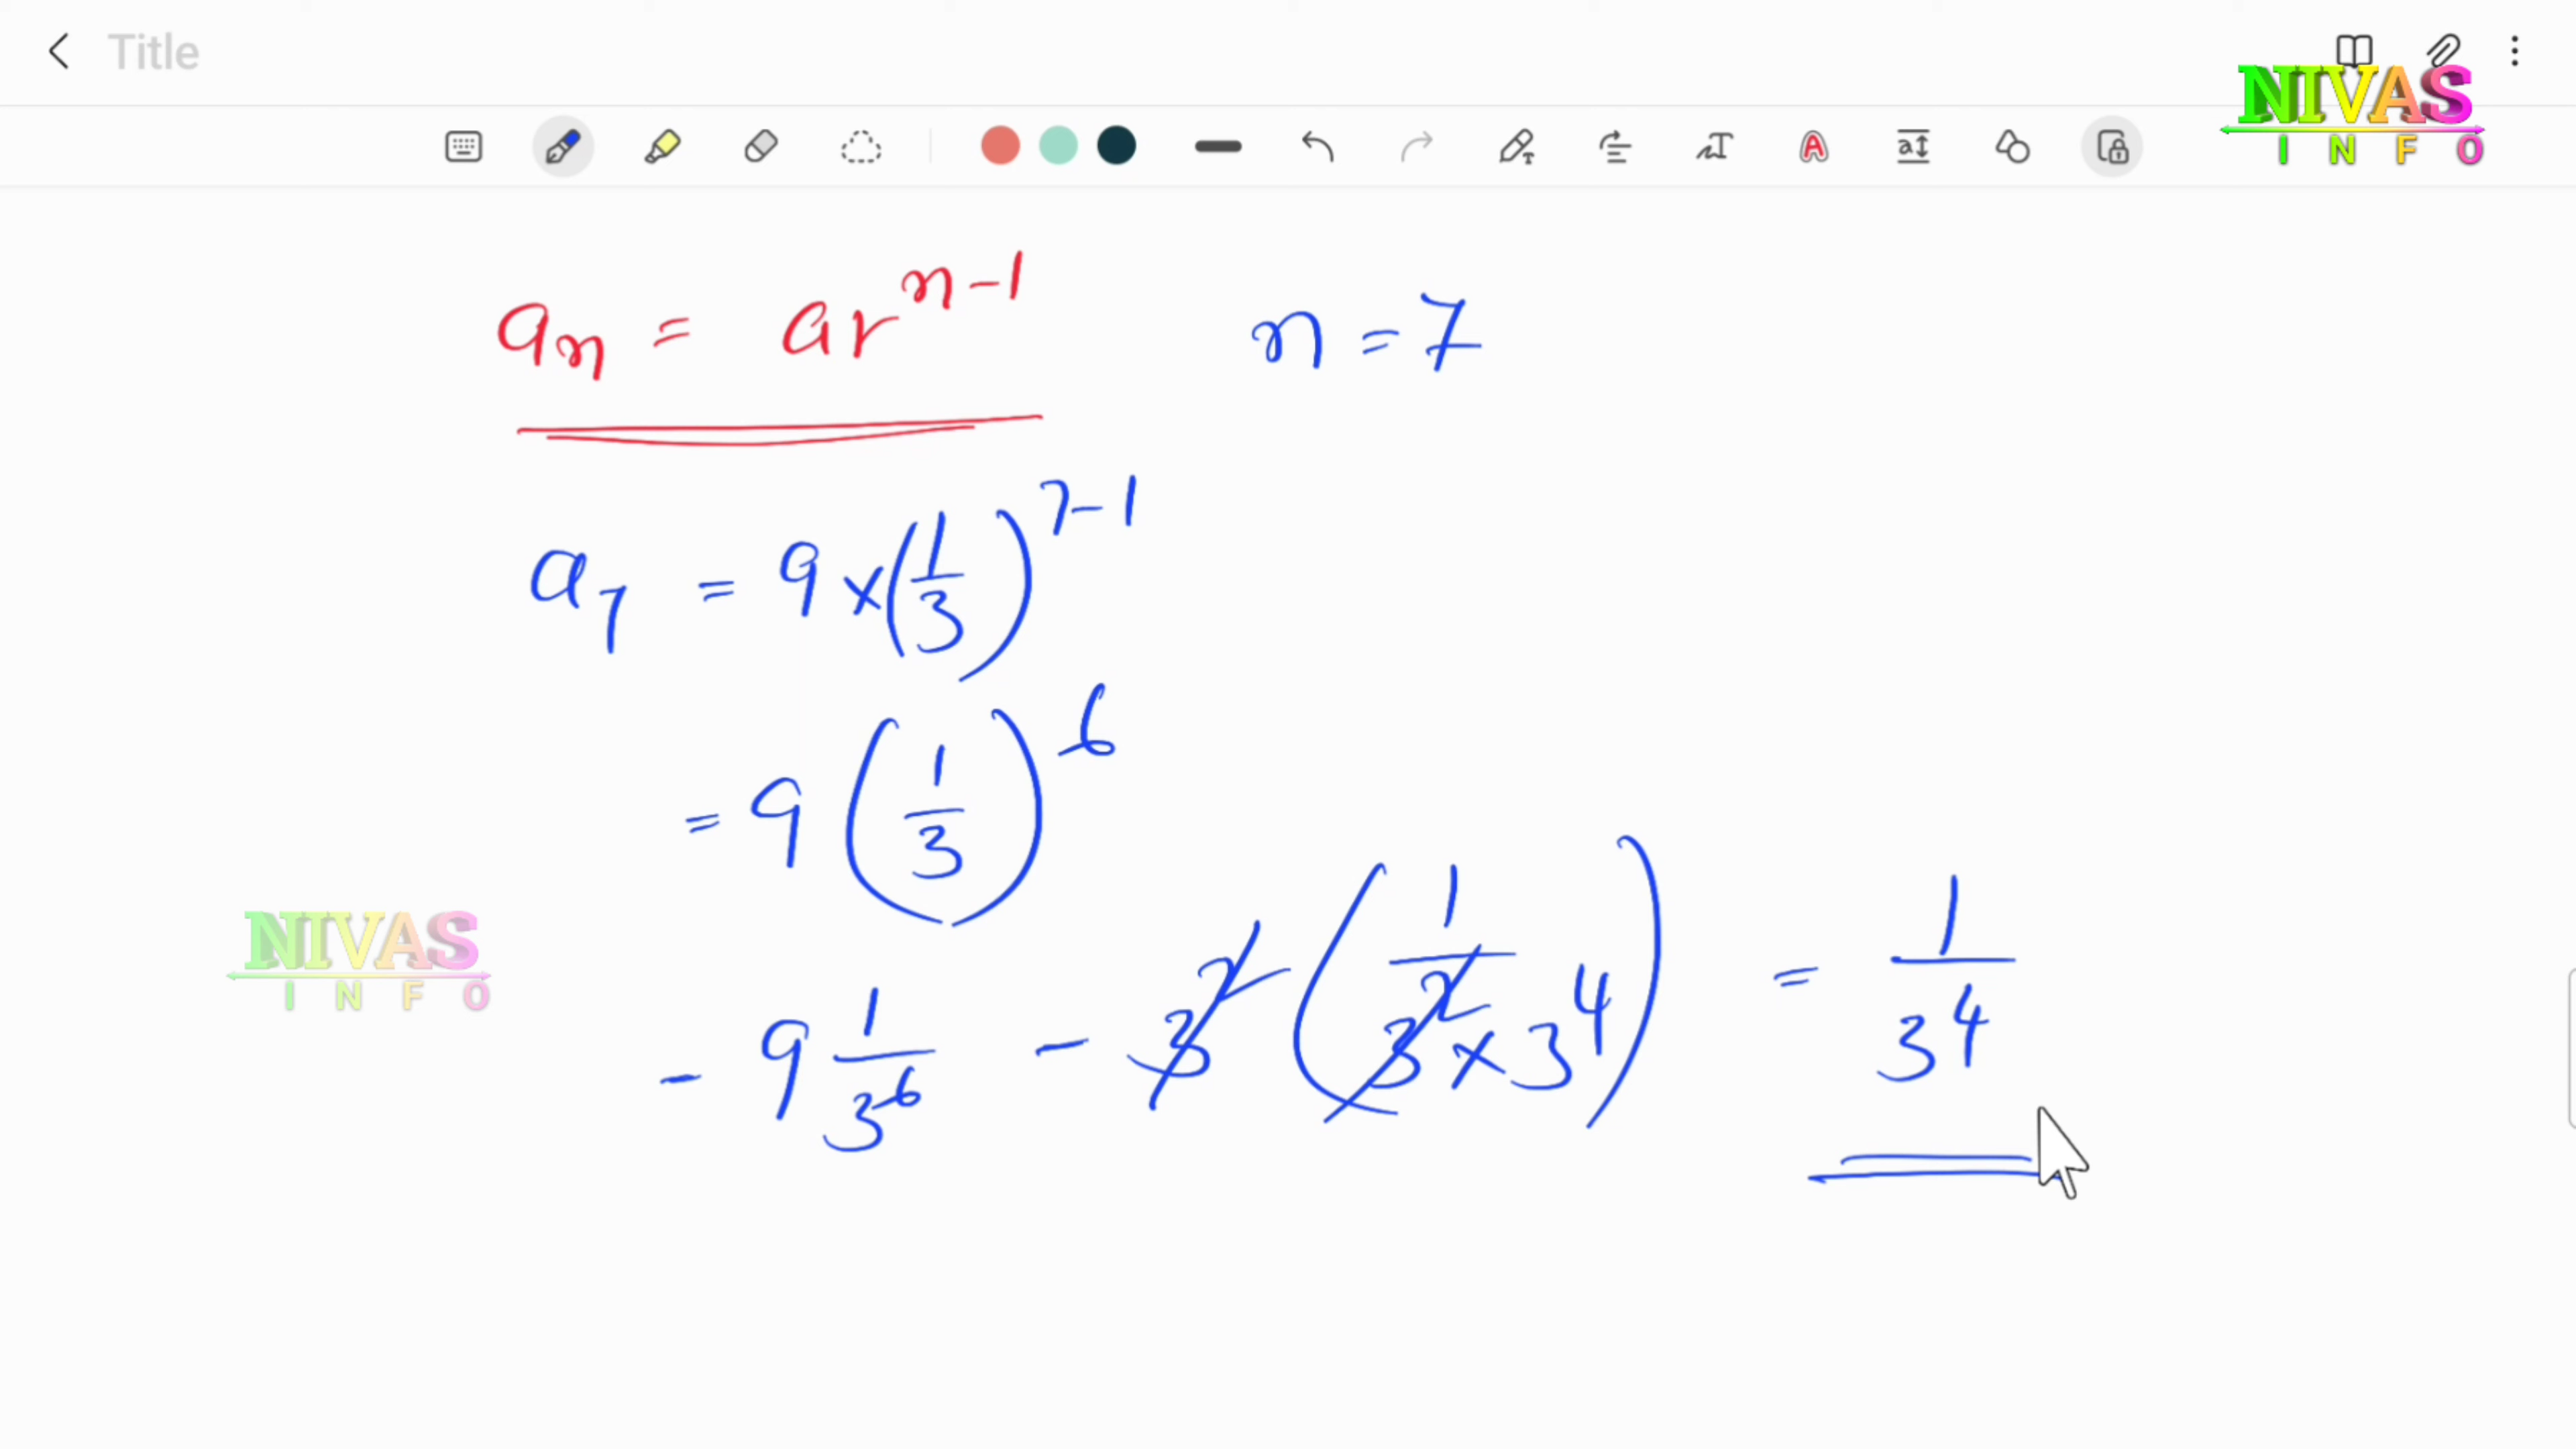 Title
NIVAS
INFO
aₙ = arⁿ⁻¹ n = 7
a₇ = 9 × (1/3)⁷⁻¹
= 9 (1/3)⁶
NIVAS
INFO
- 9 1/3⁶ - 3² (1/3² × 3⁴) = 1/3⁴